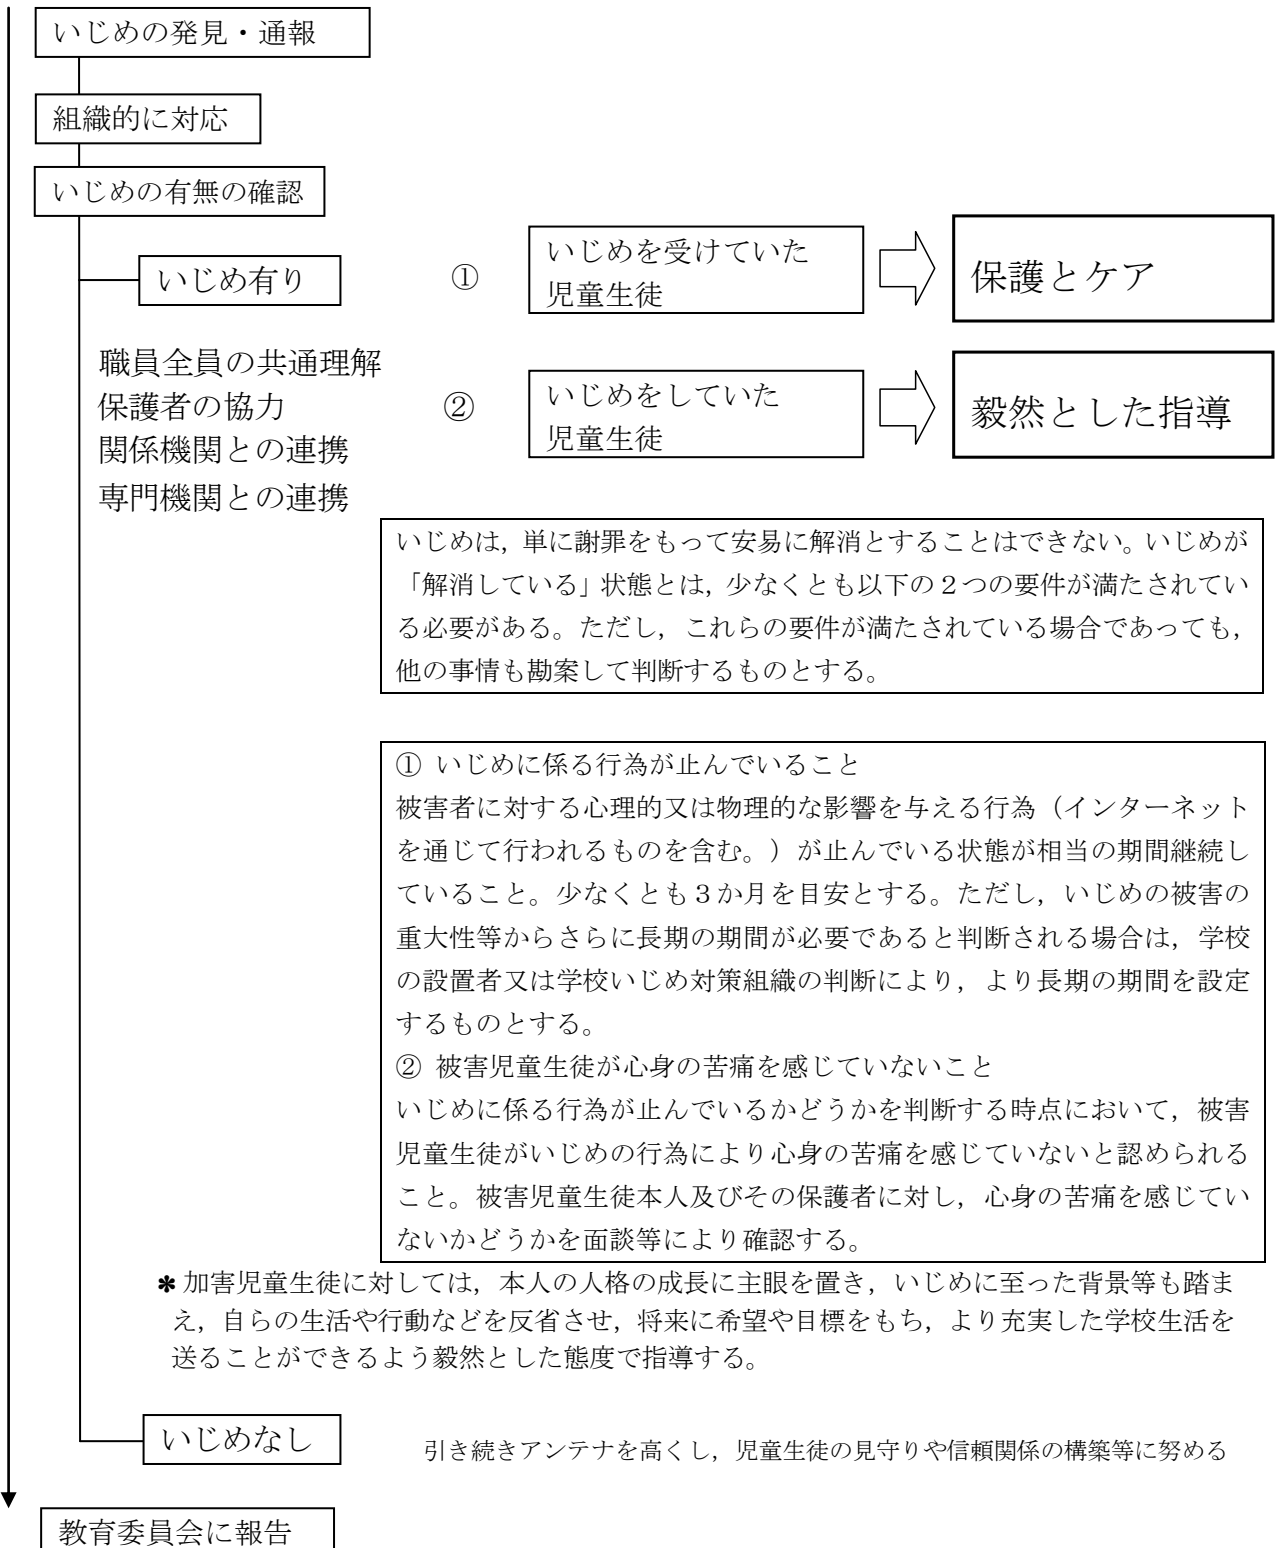 いじめの発見・通報
組織的に対応
いじめの有無の確認
いじめ有り
①
いじめを受けていた
児童生徒
保護とケア
職員全員の共通理解
保護者の協力
関係機関との連携
専門機関との連携
②
いじめをしていた
児童生徒
毅然とした指導
いじめは，単に謝罪をもって安易に解消とすることはできない。いじめが
「解消している」状態とは，少なくとも以下の２つの要件が満たされてい
る必要がある。ただし，これらの要件が満たされている場合であっても，
他の事情も勘案して判断するものとする。
① いじめに係る行為が止んでいること
被害者に対する心理的又は物理的な影響を与える行為（インターネット
を通じて行われるものを含む。）が止んでいる状態が相当の期間継続し
ていること。少なくとも３か月を目安とする。ただし，いじめの被害の
重大性等からさらに長期の期間が必要であると判断される場合は，学校
の設置者又は学校いじめ対策組織の判断により，より長期の期間を設定
するものとする。
② 被害児童生徒が心身の苦痛を感じていないこと
いじめに係る行為が止んでいるかどうかを判断する時点において，被害
児童生徒がいじめの行為により心身の苦痛を感じていないと認められる
こと。被害児童生徒本人及びその保護者に対し，心身の苦痛を感じてい
ないかどうかを面談等により確認する。
✽加害児童生徒に対しては，本人の人格の成長に主眼を置き，いじめに至った背景等も踏ま
え，自らの生活や行動などを反省させ，将来に希望や目標をもち，より充実した学校生活を
送ることができるよう毅然とした態度で指導する。
いじめなし
引き続きアンテナを高くし，児童生徒の見守りや信頼関係の構築等に努める
教育委員会に報告